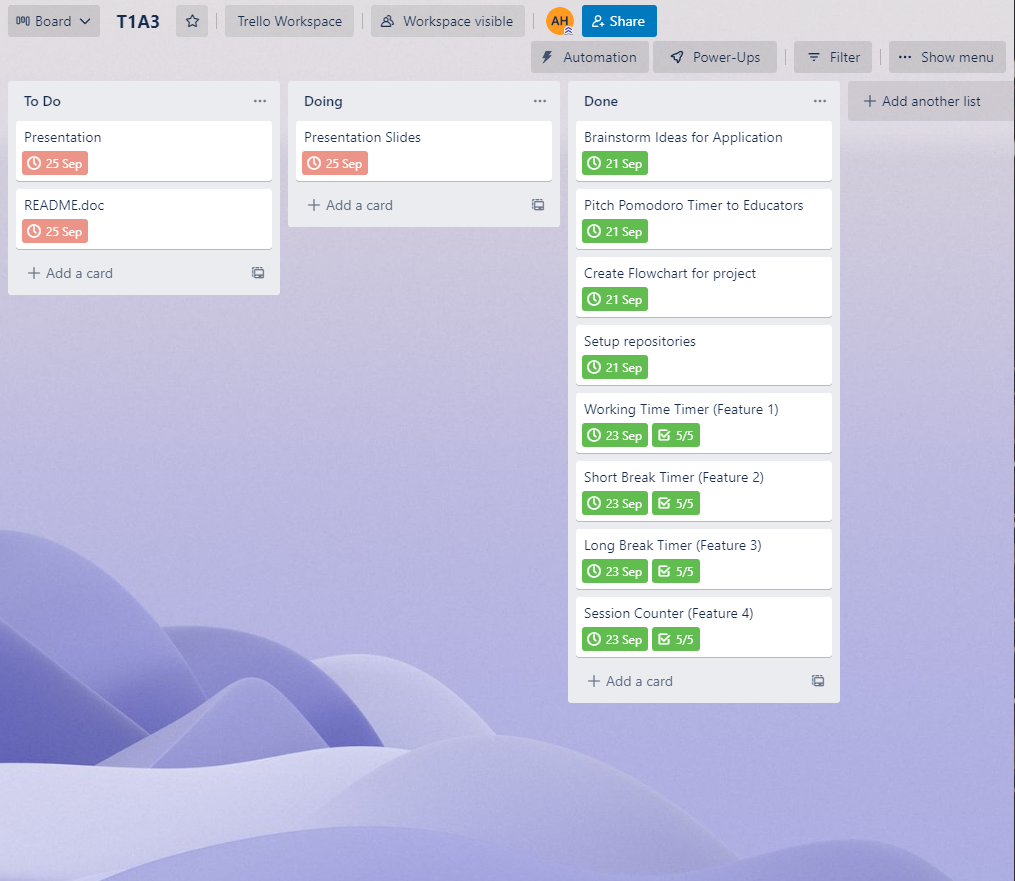 Board
T1A3
Trello Workspace
Workspace visible
AH
Share
Automation
Power-Ups
Filter
Show menu
To Do
Presentation
25 Sep
README.doc
25 Sep
Add a card
Doing
Presentation Slides
25 Sep
Add a card
Done
Brainstorm Ideas for Application
21 Sep
Pitch Pomodoro Timer to Educators
21 Sep
Create Flowchart for project
21 Sep
Setup repositories
21 Sep
Working Time Timer (Feature 1)
23 Sep 5/5
Short Break Timer (Feature 2)
23 Sep 5/5
Long Break Timer (Feature 3)
23 Sep 5/5
Session Counter (Feature 4)
23 Sep 5/5
Add a card
Add another list